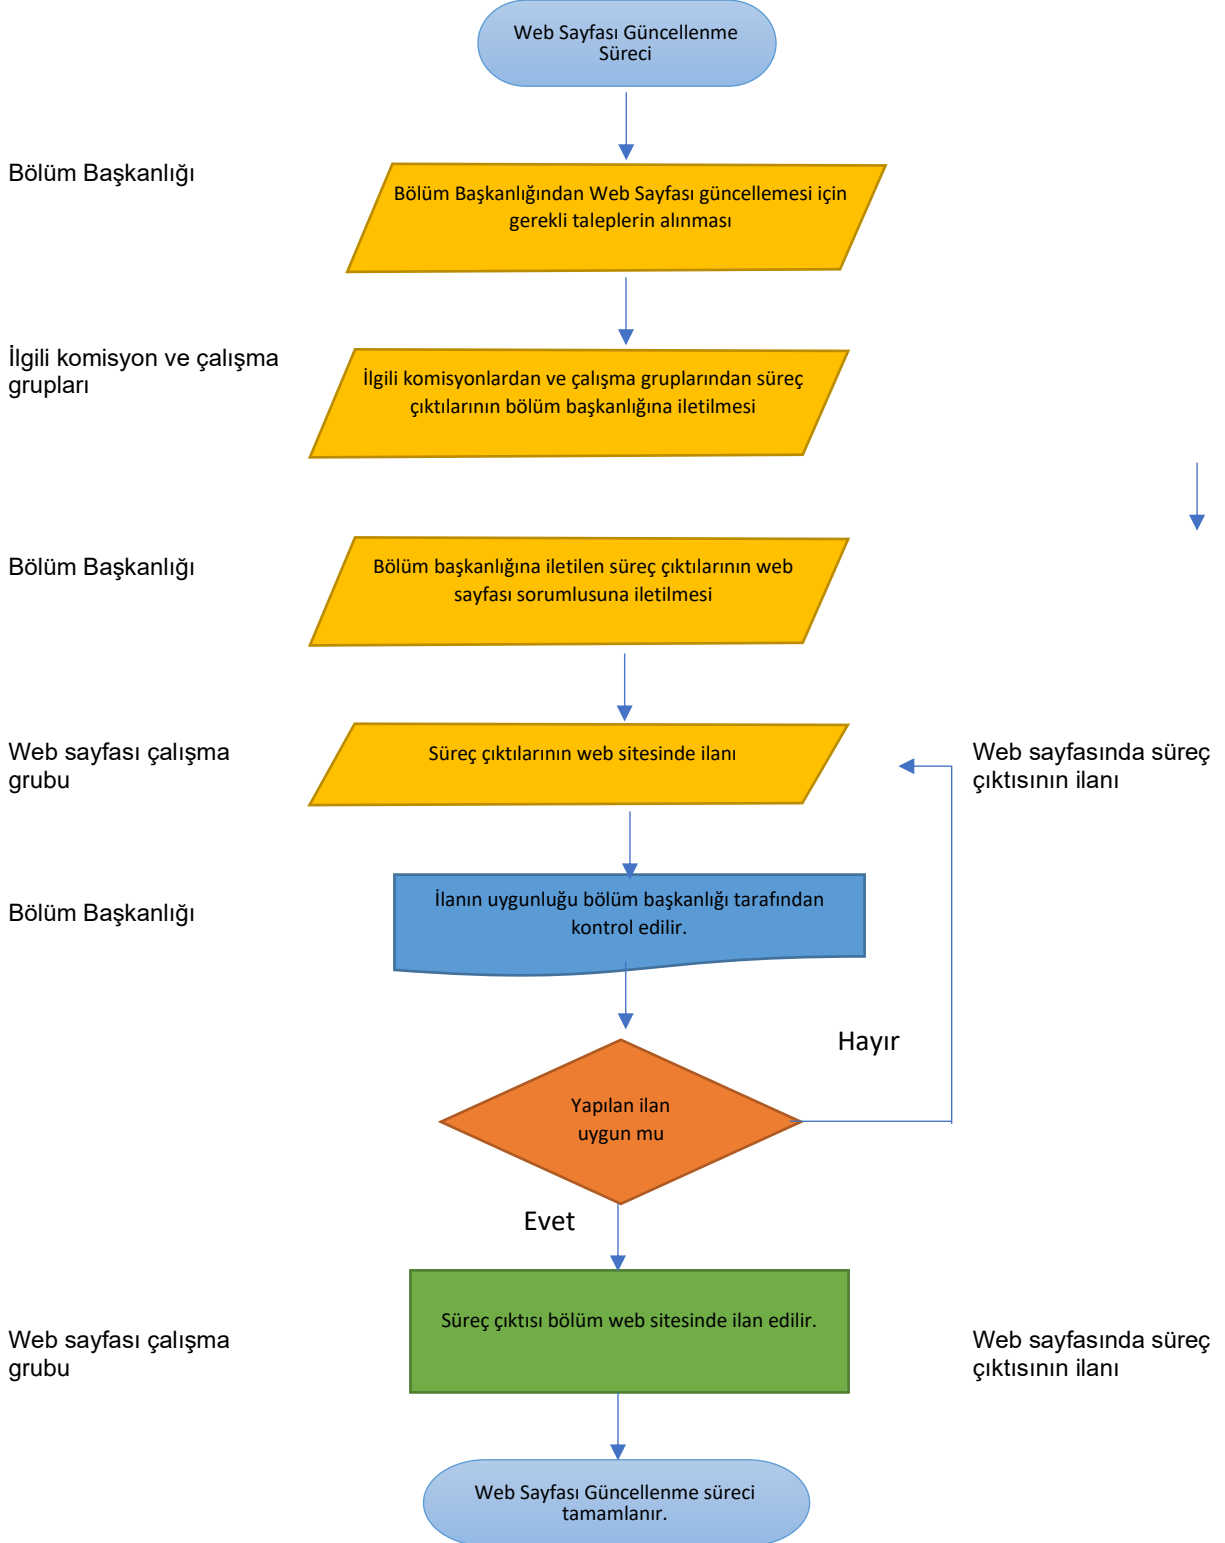 Web Sayfası Güncellenme
Süreci
Bölüm Başkanlığı
Bölüm Başkanlığından Web Sayfası güncellemesi için
gerekli taleplerin alınması
İlgili komisyon ve çalışma
grupları
İlgili komisyonlardan ve çalışma gruplarından süreç
çıktılarının bölüm başkanlığına iletilmesi
Bölüm Başkanlığı
Bölüm başkanlığına iletilen süreç çıktılarının web
sayfası sorumlusuna iletilmesi
Web sayfası çalışma
grubu
Süreç çıktılarının web sitesinde ilanı
Web sayfasında süreç
çıktısının ilanı
Bölüm Başkanlığı
İlanın uygunluğu bölüm başkanlığı tarafından
kontrol edilir.
Hayır
Yapılan ilan
uygun mu
Evet
Web sayfası çalışma
grubu
Süreç çıktısı bölüm web sitesinde ilan edilir.
Web sayfasında süreç
çıktısının ilanı
Web Sayfası Güncellenme süreci
tamamlanır.